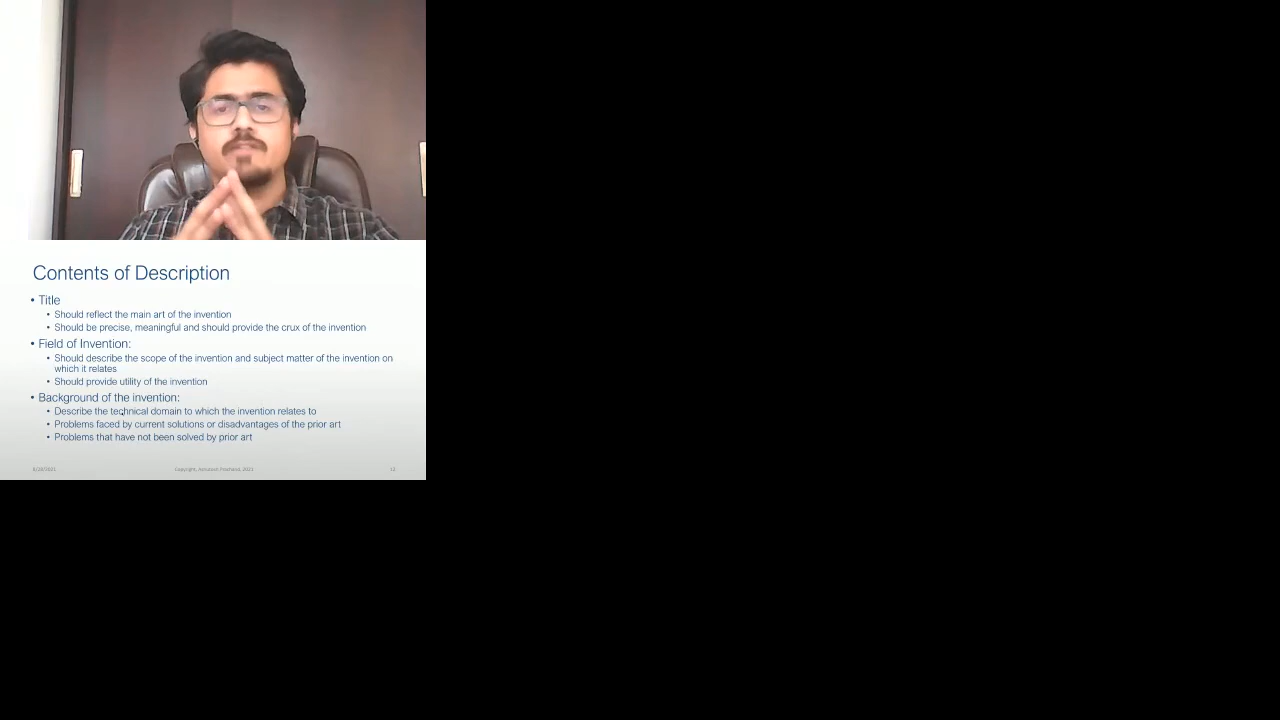 Contents of Description
• Title
• Should reflect the main art of the invention
• Should be precise, meaningful and should provide the crux of the invention
• Field of Invention:
• Should describe the scope of the invention and subject matter of the invention on
which it relates
• Should provide utility of the invention
• Background of the invention:
• Describe the technical domain to which the invention relates to
• Problems faced by current solutions or disadvantages of the prior art
• Problems that have not been solved by prior art
Copyright, 2021